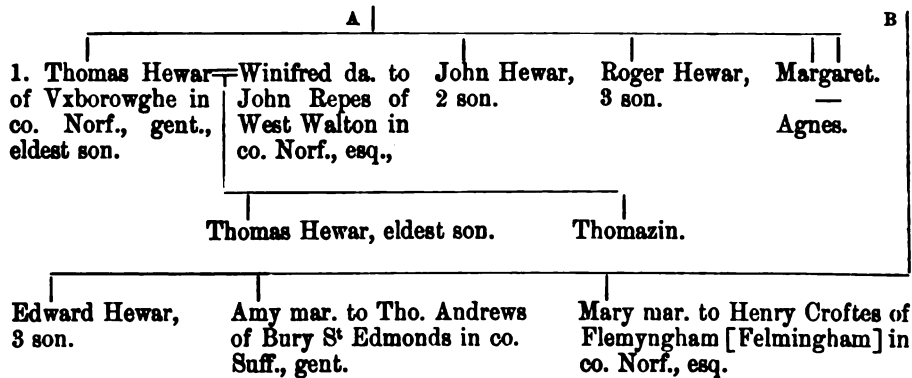 A B
1. Thomas Hewar
of Vxborowghe in
co. Norf., gent.,
eldest son.
Winifred da. to
John Repes of
West Walton in
co. Norf., esq.,
John Hewar,
2 son.
Roger Hewar,
3 son.
Margaret.
—
Agnes.
Thomas Hewar, eldest son.
Thomazin.
Edward Hewar,
3 son.
Amy mar. to Tho. Andrews
of Bury St Edmonds in co.
Suff., gent.
Mary mar. to Henry Croftes of
Flemyngham [Felmingham] in
co. Norf., esq.